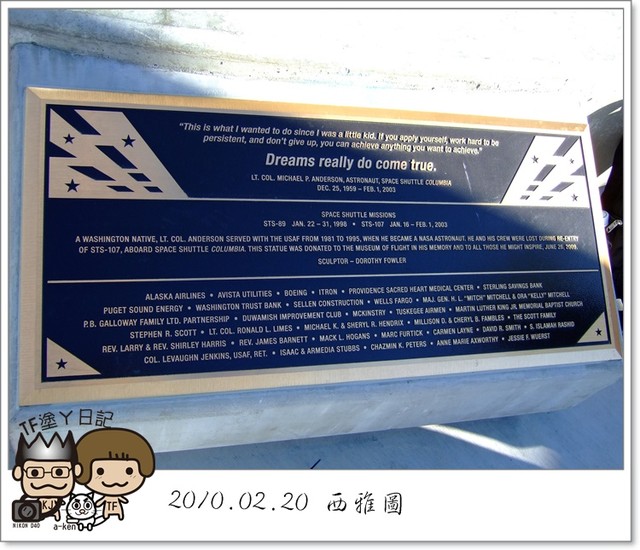 "This is what I wanted to do since I was a little kid. If you apply yourself, work hard to be
persistent, and don't give up, you can achieve anything you want to achieve."
Dreams really do come true.
LT. COL. MICHAEL P. ANDERSON, ASTRONAUT, SPACE SHUTTLE COLUMBIA
DEC. 25, 1959 – FEB. 1, 2003
SPACE SHUTTLE MISSIONS
STS-89 JAN. 22 – 31, 1998 • STS-107 JAN. 16 – FEB. 1, 2003
A WASHINGTON NATIVE, LT. COL. ANDERSON SERVED WITH THE USAF FROM 1981 TO 1995, WHEN HE BECAME A NASA ASTRONAUT. HE AND HIS CREW WERE LOST DURING RE-ENTRY
OF STS-107, ABOARD SPACE SHUTTLE COLUMBIA. THIS STATUE WAS DONATED TO THE MUSEUM OF FLIGHT IN HIS MEMORY AND TO ALL THOSE HE MIGHT INSPIRE, JUNE 20, 2009.
SCULPTOR – DOROTHY FOWLER
ALASKA AIRLINES • AVISTA UTILITIES • BOEING • ITRON • PROVIDENCE SACRED HEART MEDICAL CENTER • STERLING SAVINGS BANK
PUGET SOUND ENERGY • WASHINGTON TRUST BANK • SELLEN CONSTRUCTION • WELLS FARGO • MAJ. GEN. H. L. "MITCH" MITCHELL & ORA "KELLY" MITCHELL
P.B. GALLOWAY FAMILY LTD. PARTNERSHIP • DUWAMISH IMPROVEMENT CLUB • MCKINSTRY • TUSKEGEE AIRMEN • MARTIN LUTHER KING JR. MEMORIAL BAPTIST CHURCH
STEPHEN R. SCOTT • LT. COL. RONALD L. LIMES • MICHAEL K. & SHERYL R. HENDRIX • MILLISON D. & CHERYL B. FAMBLES • THE SCOTT FAMILY
REV. LARRY & REV. SHIRLEY HARRIS • REV. JAMES BARNETT • MACK L. HOGANS • MARC FURTICK • CARMEN LAYNE • DAVID R. SMITH • S. ISLAMAH RASHID
COL. LEVAUGHN JENKINS, USAF, RET. • ISAAC & ARMEDIA STUBBS • CHAZMIN K. PETERS • ANNE MARIE AXWORTHY • JESSIE F. WUERST
TF塗ㄚ日記
KJ
TF
NIKON D40
a-ken
2010.02.20 西雅圖